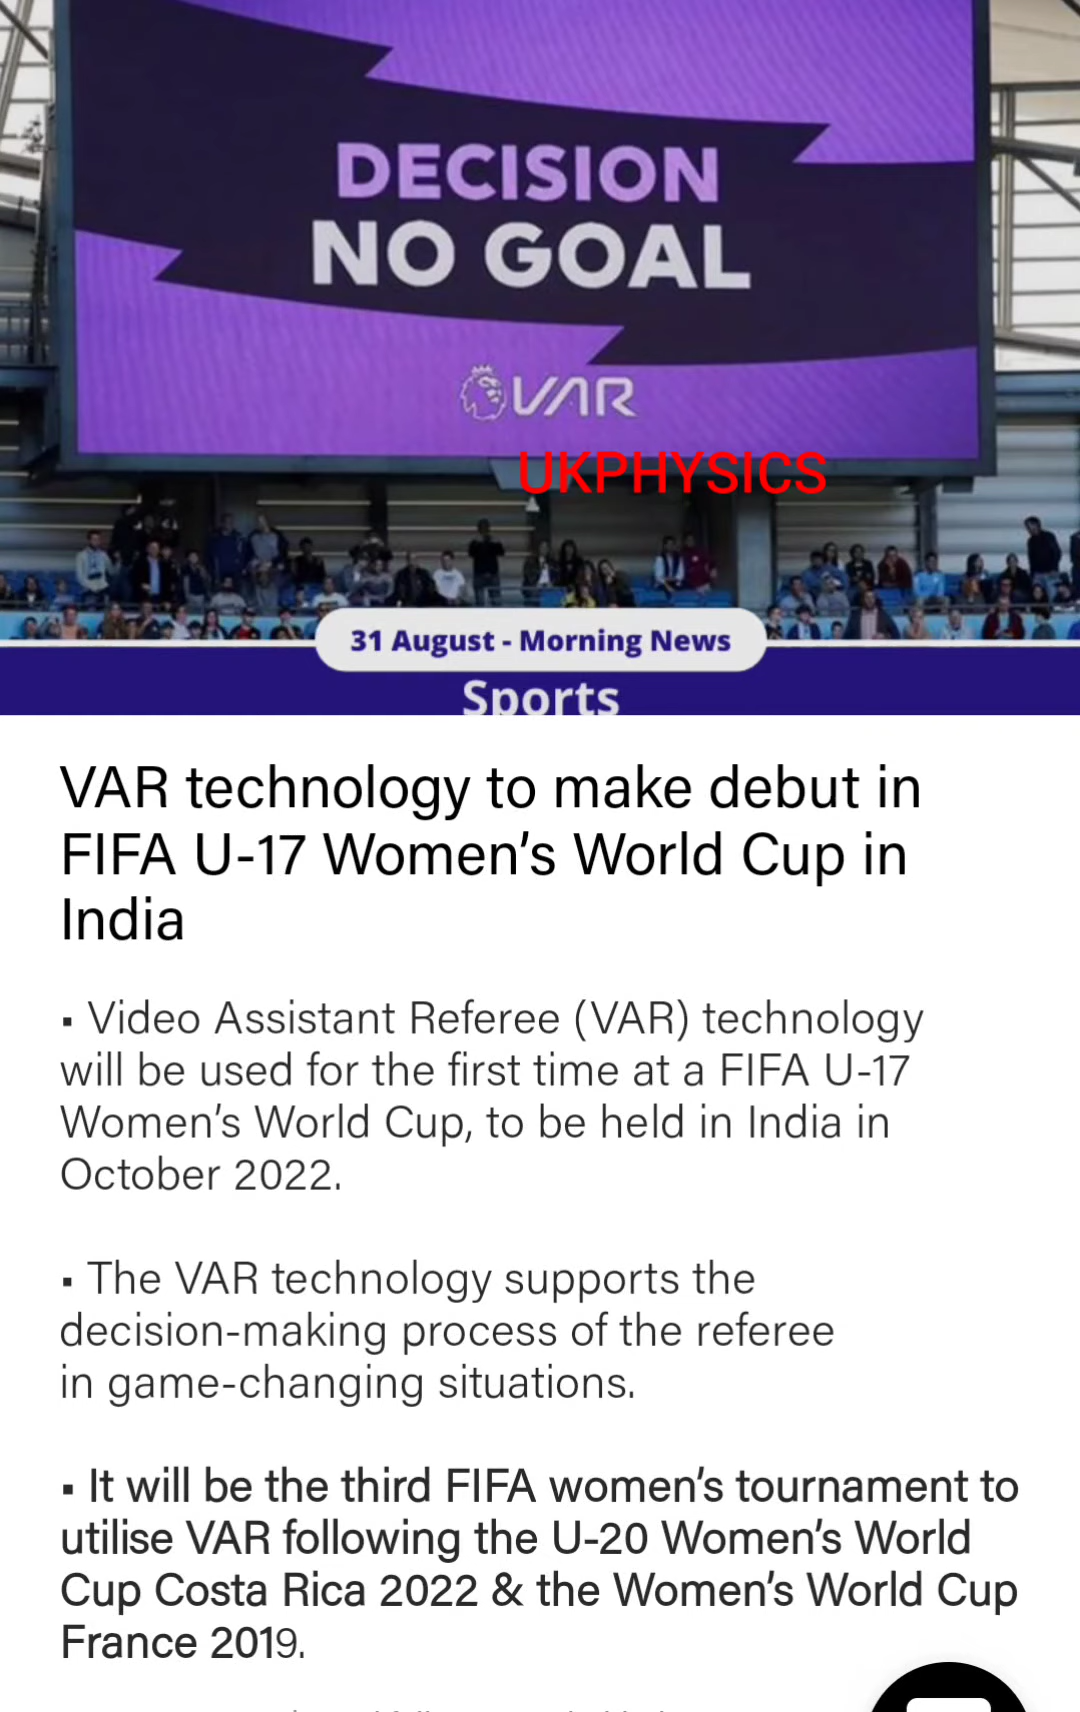 DECISION
NO GOAL
VAR
UKPHYSICS
31 August - Morning News
Sports
VAR technology to make debut in
FIFA U-17 Women’s World Cup in
India
▪ Video Assistant Referee (VAR) technology
will be used for the first time at a FIFA U-17
Women’s World Cup, to be held in India in
October 2022.
▪ The VAR technology supports the
decision-making process of the referee
in game-changing situations.
▪ It will be the third FIFA women’s tournament to
utilise VAR following the U-20 Women’s World
Cup Costa Rica 2022 & the Women’s World Cup
France 2019.